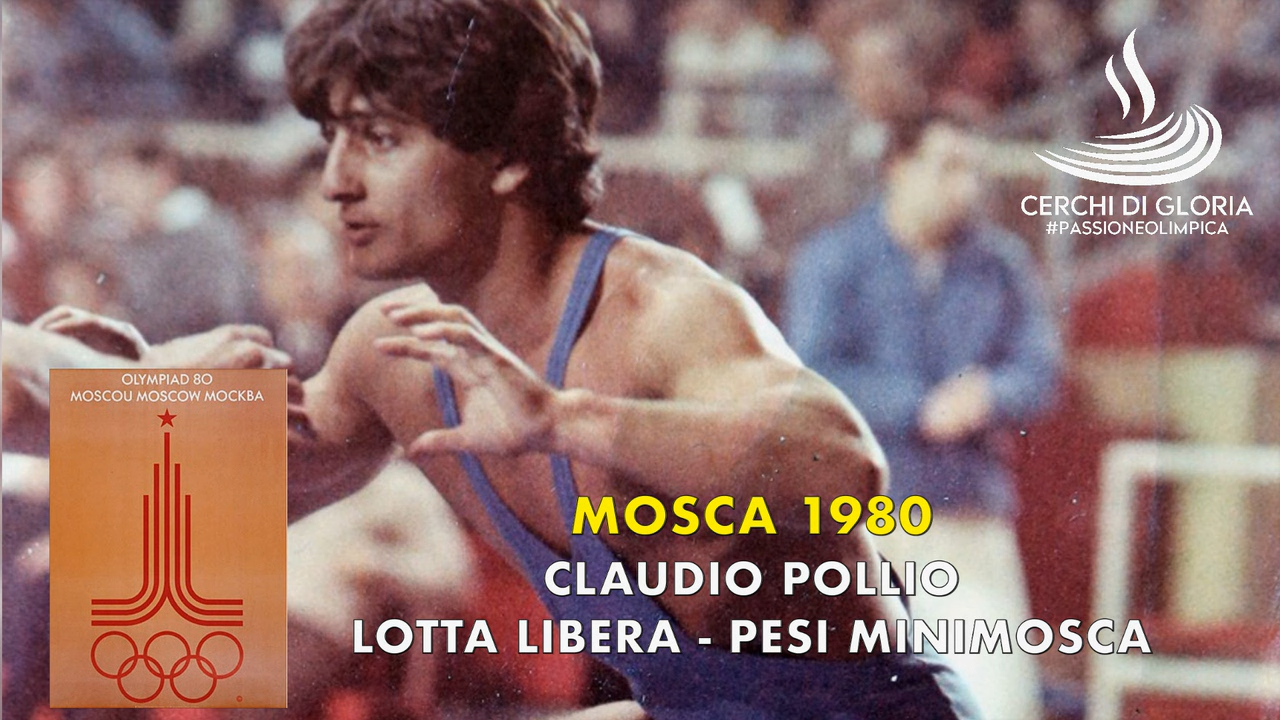 CERCHI DI GLORIA
#PASSIONEOLIMPICA
OLYMPIAD 80
MOSCOU MOSCOW МОСКВА
MOSCA 1980
CLAUDIO POLLIO
LOTTA LIBERA - PESI MINIMOSCA